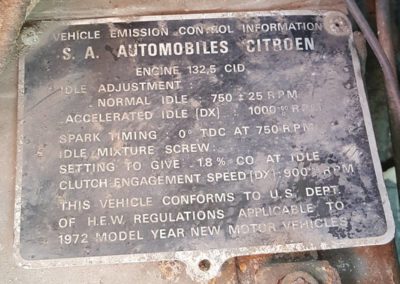 VEHICLE EMISSION CONTROL INFORMATION
S. A. AUTOMOBILES CITROEN
ENGINE 132,5 CID
IDLE ADJUSTMENT :
NORMAL IDLE : 750 ± 25 RPM
ACCELERATED IDLE (DX) : 1000 RPM
SPARK TIMING : 0° TDC AT 750 RPM
IDLE MIXTURE SCREW :
SETTING TO GIVE 1.8 % CO AT IDLE
CLUTCH ENGAGEMENT SPEED (DX): 900 RPM
THIS VEHICLE CONFORMS TO U.S. DEPT.
OF H.E.W. REGULATIONS APPLICABLE TO
1972 MODEL YEAR NEW MOTOR VEHICLES